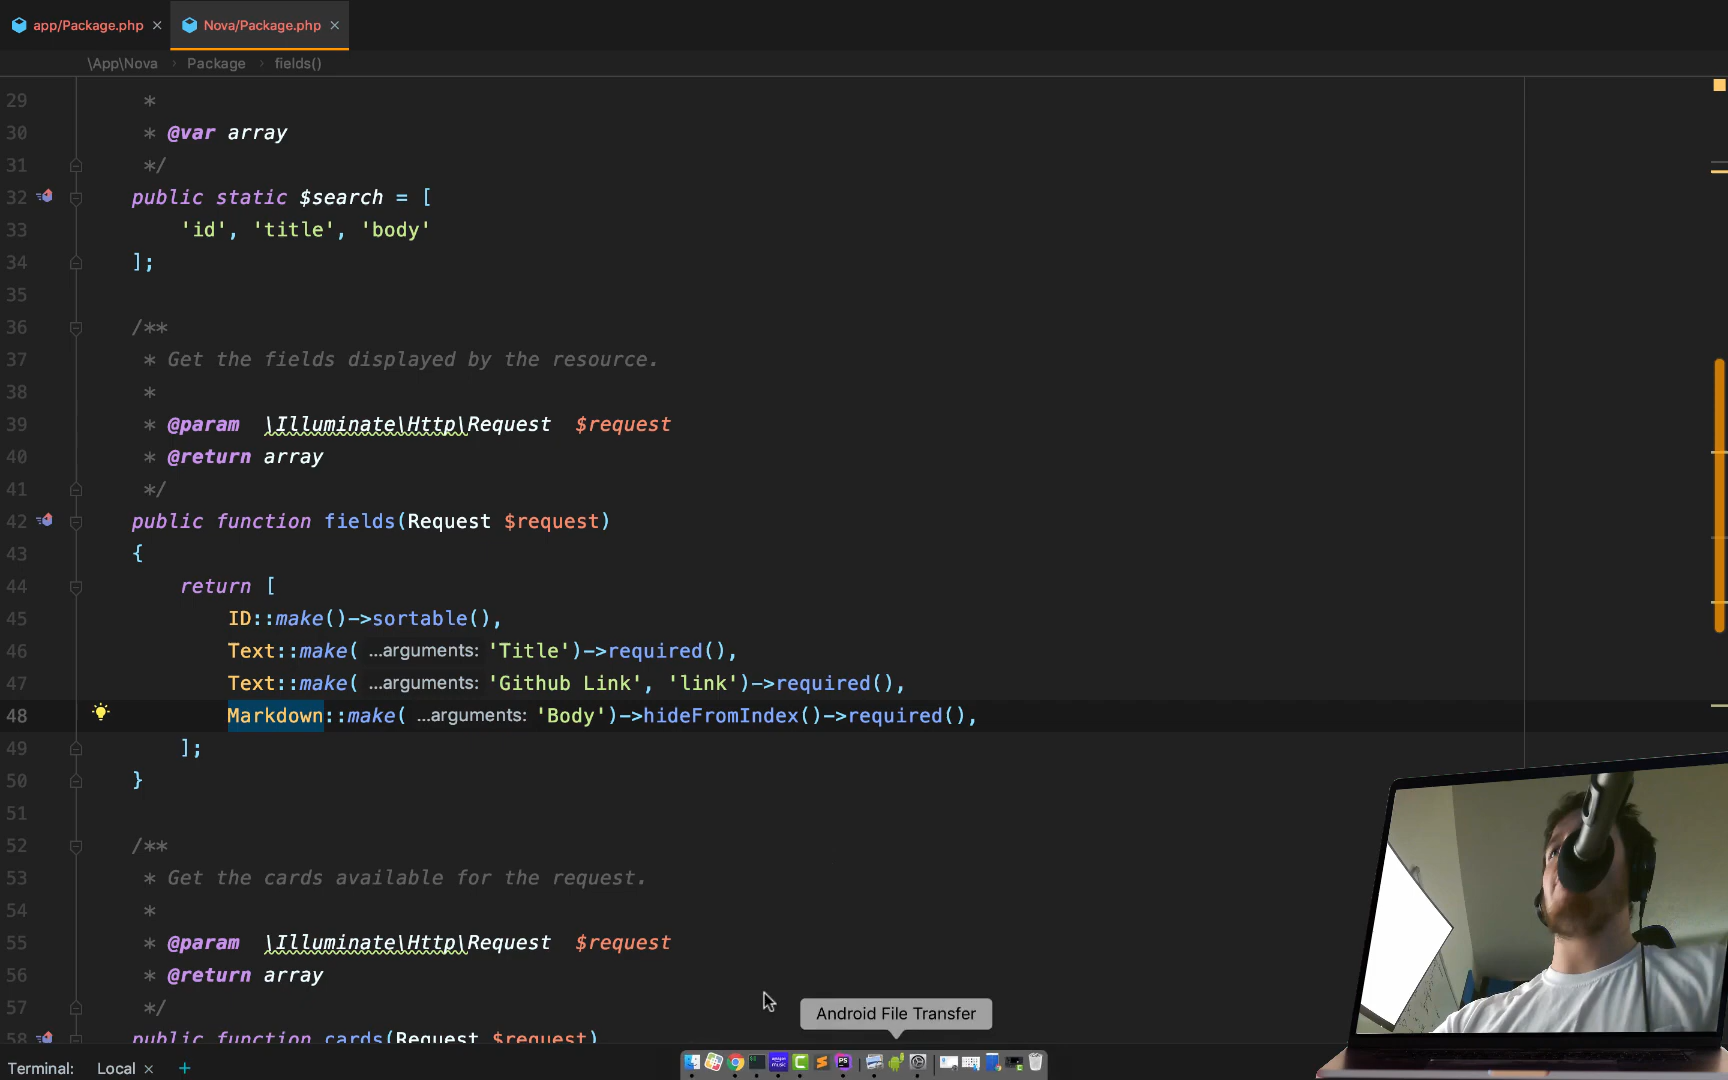 app/Package.php × Nova/Package.php ×
\App\Nova › Package › fields()
29 *
30 * @var array
31 */
32 public static $search = [
33 'id', 'title', 'body'
34 ];
35
36 /**
37 * Get the fields displayed by the resource.
38 *
39 * @param \Illuminate\Http\Request $request
40 * @return array
41 */
42 public function fields(Request $request)
43 {
44 return [
45 ID::make()->sortable(),
46 Text::make( ...arguments: 'Title')->required(),
47 Text::make( ...arguments: 'Github Link', 'link')->required(),
48 Markdown::make( ...arguments: 'Body')->hideFromIndex()->required(),
49 ];
50 }
51
52 /**
53 * Get the cards available for the request.
54 *
55 * @param \Illuminate\Http\Request $request
56 * @return array
57 */
58 public function cards(Request $request)
Android File Transfer
Terminal: Local × +